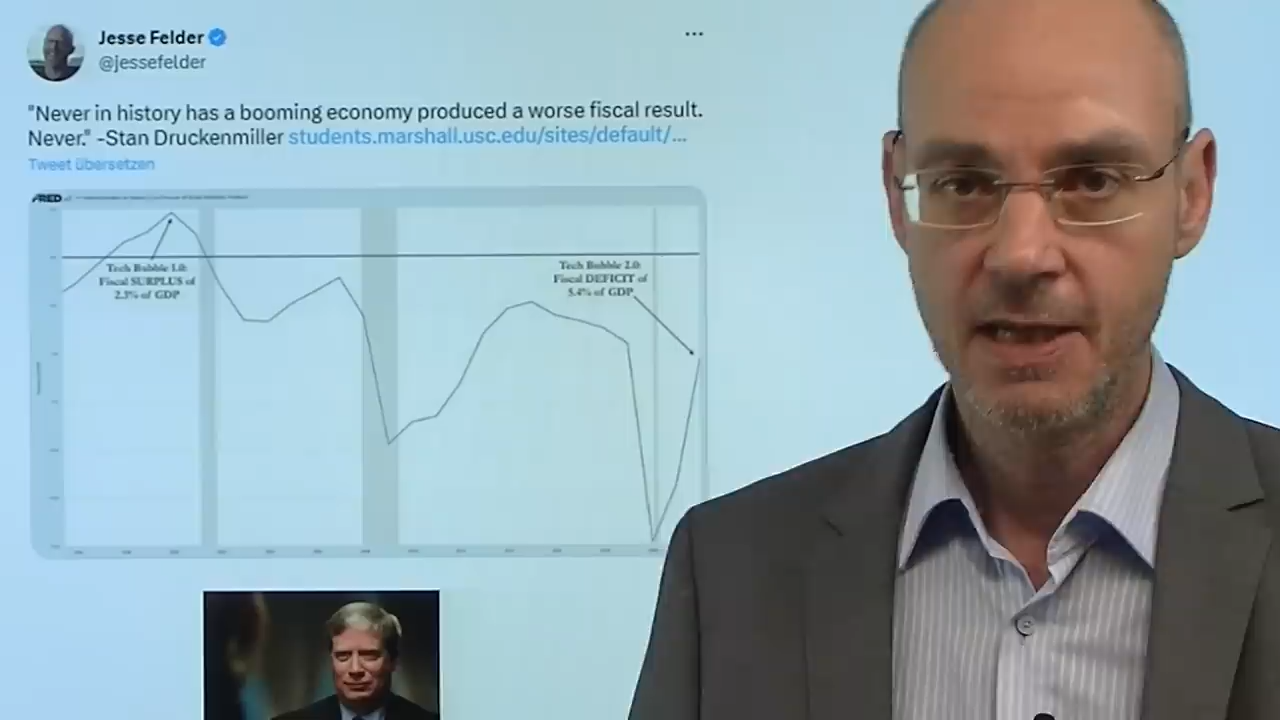 Jesse Felder
@jessefelder
"Never in history has a booming economy produced a worse fiscal result.
Never." -Stan Druckenmiller students.marshall.usc.edu/sites/default/...
Tweet übersetzen
FRED
Tech Bubble 1.0:
Fiscal SURPLUS of
2.3% of GDP
Tech Bubble 2.0:
Fiscal DEFICIT of
5.4% of GDP